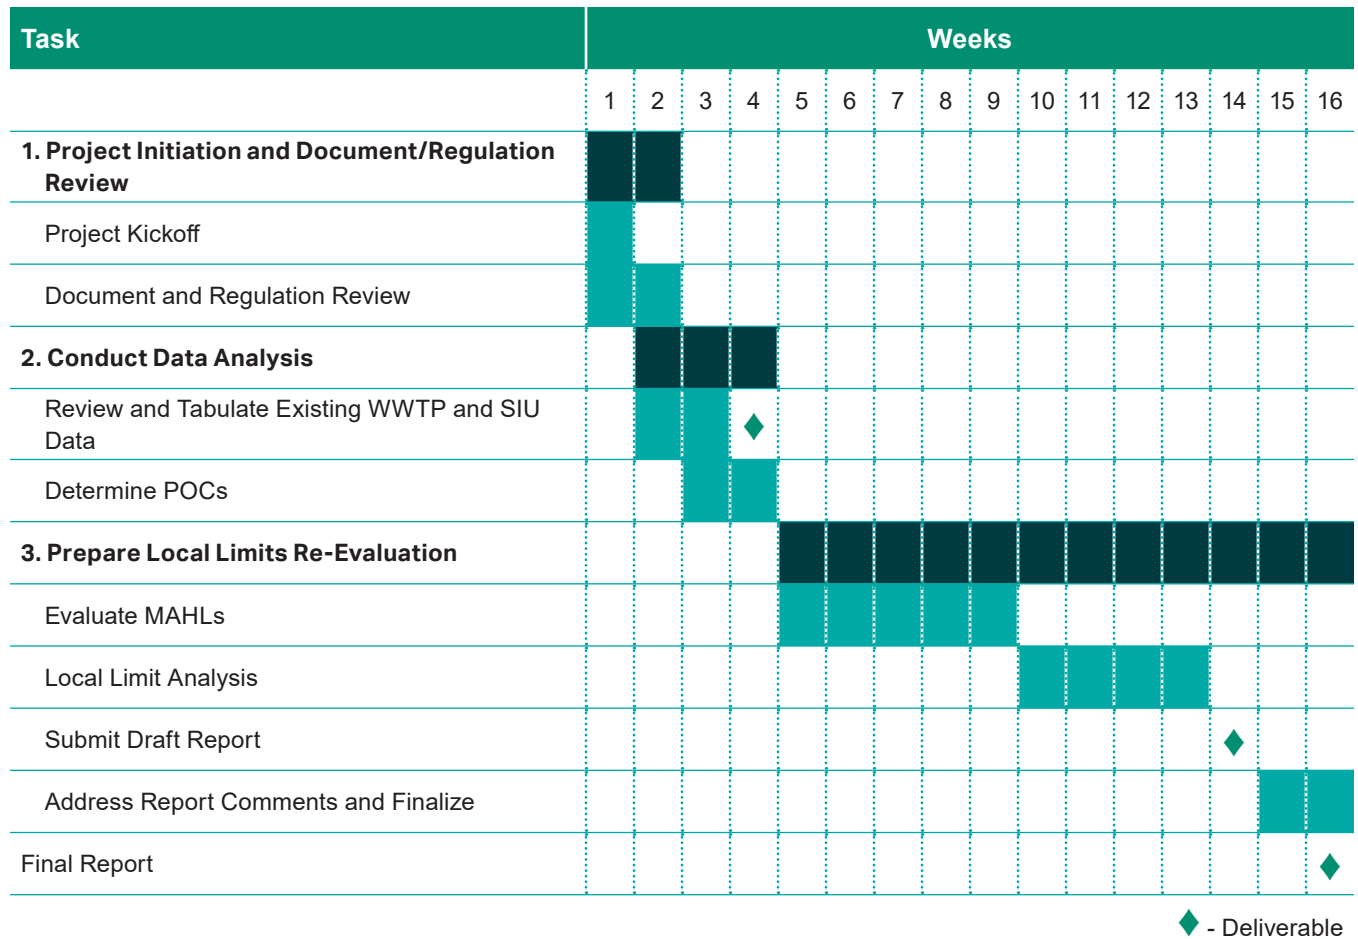 Task Weeks
1 2 3 4 5 6 7 8 9 10 11 12 13 14 15 16
1. Project Initiation and Document/Regulation
Review
Project Kickoff
Document and Regulation Review
2. Conduct Data Analysis
Review and Tabulate Existing WWTP and SIU
Data
Determine POCs
3. Prepare Local Limits Re-Evaluation
Evaluate MAHLs
Local Limit Analysis
Submit Draft Report
Address Report Comments and Finalize
Final Report
- Deliverable